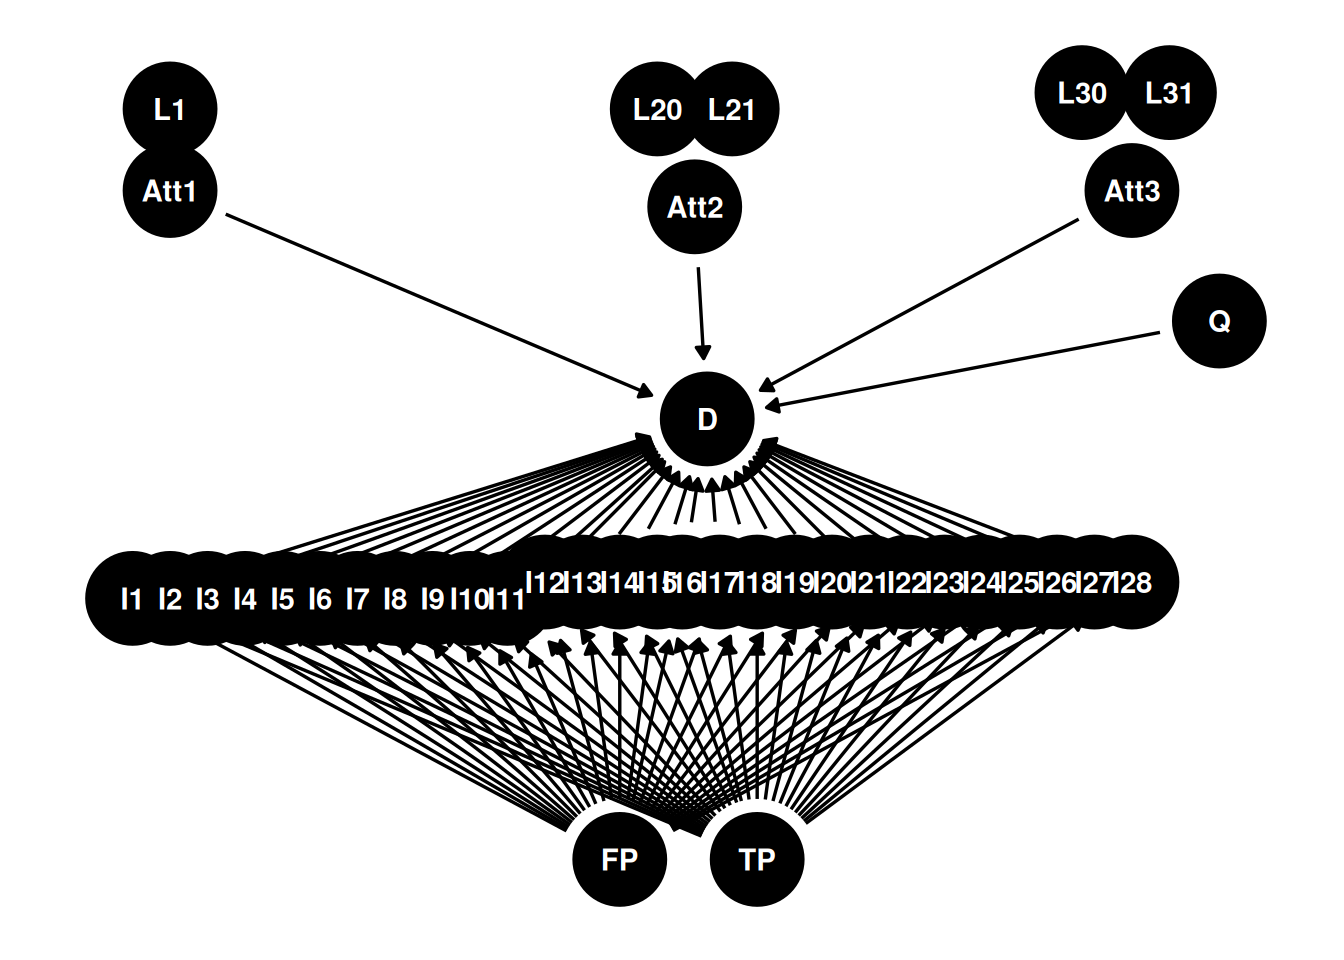 L30 L31
L1 L20 L21
Att1 Att3
Att2
Q
D
I12 I13 I14 I15 I16 I17 I18 I19 I20 I21 I22 I23 I24 I25 I26 I27 I28
I1 I2 I3 I4 I5 I6 I7 I8 I9 I10 I11
FP TP